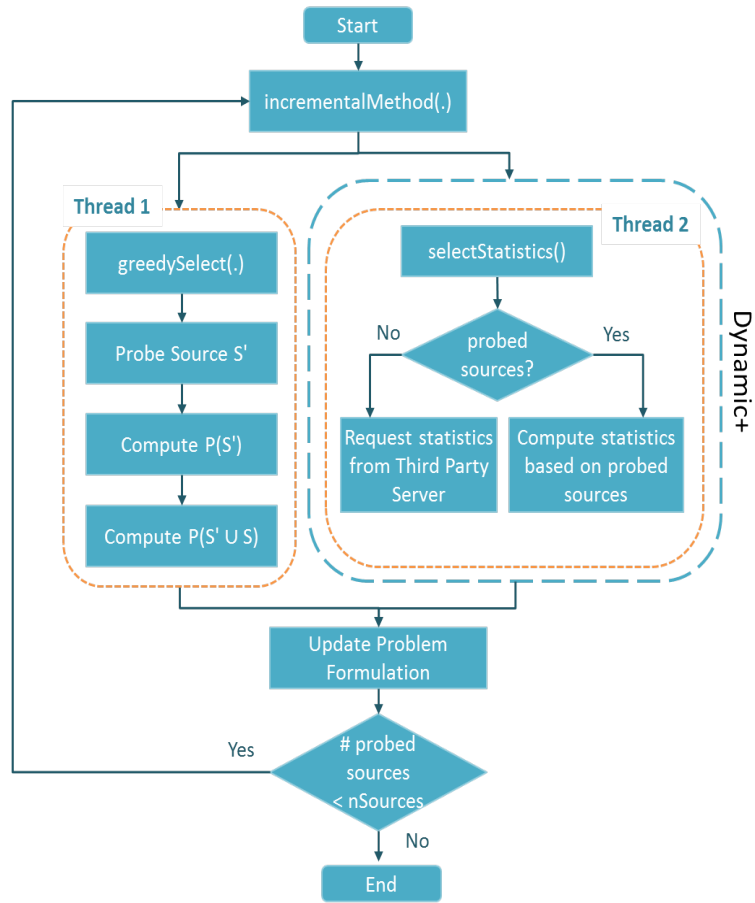 Start
incrementalMethod(.)
Thread 1
greedySelect(.)
Probe Source S'
Compute P(S')
Compute P(S' U S)
Thread 2
selectStatistics()
probed
sources?
No
Yes
Request statistics
from Third Party
Server
Compute statistics
based on probed
sources
Dynamic+
Update Problem
Formulation
# probed
sources
< nSources
Yes
No
End